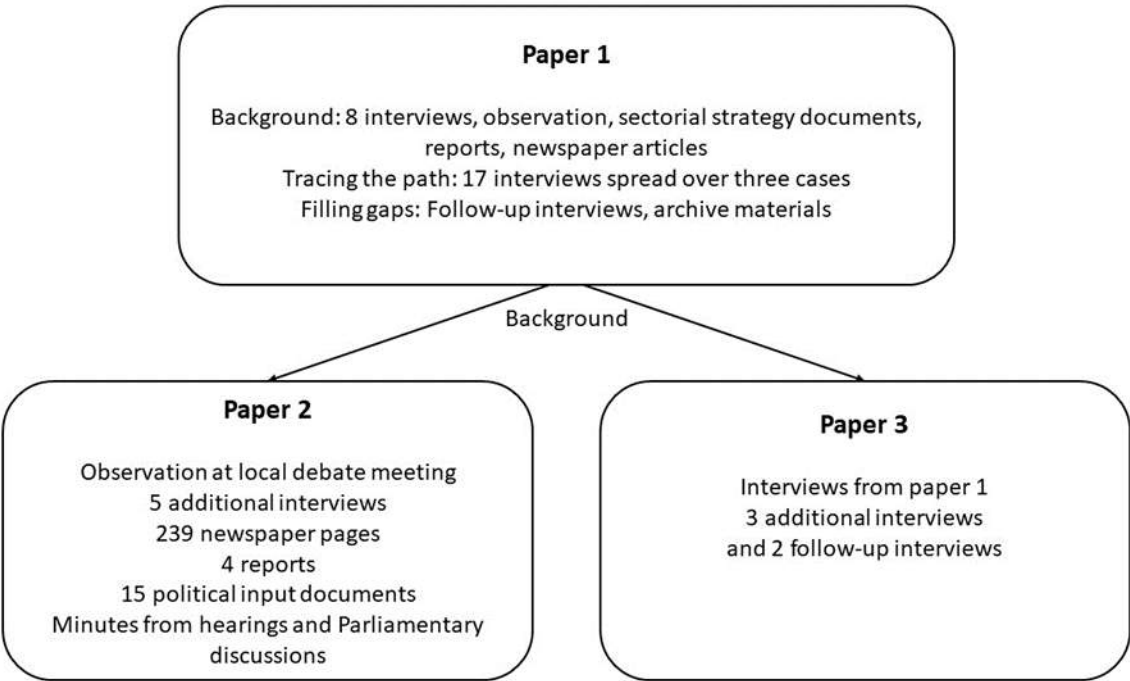 Paper 1
Background: 8 interviews, observation, sectorial strategy documents,
reports, newspaper articles
Tracing the path: 17 interviews spread over three cases
Filling gaps: Follow-up interviews, archive materials
Background
Paper 2
Observation at local debate meeting
5 additional interviews
239 newspaper pages
4 reports
15 political input documents
Minutes from hearings and Parliamentary
discussions
Paper 3
Interviews from paper 1
3 additional interviews
and 2 follow-up interviews